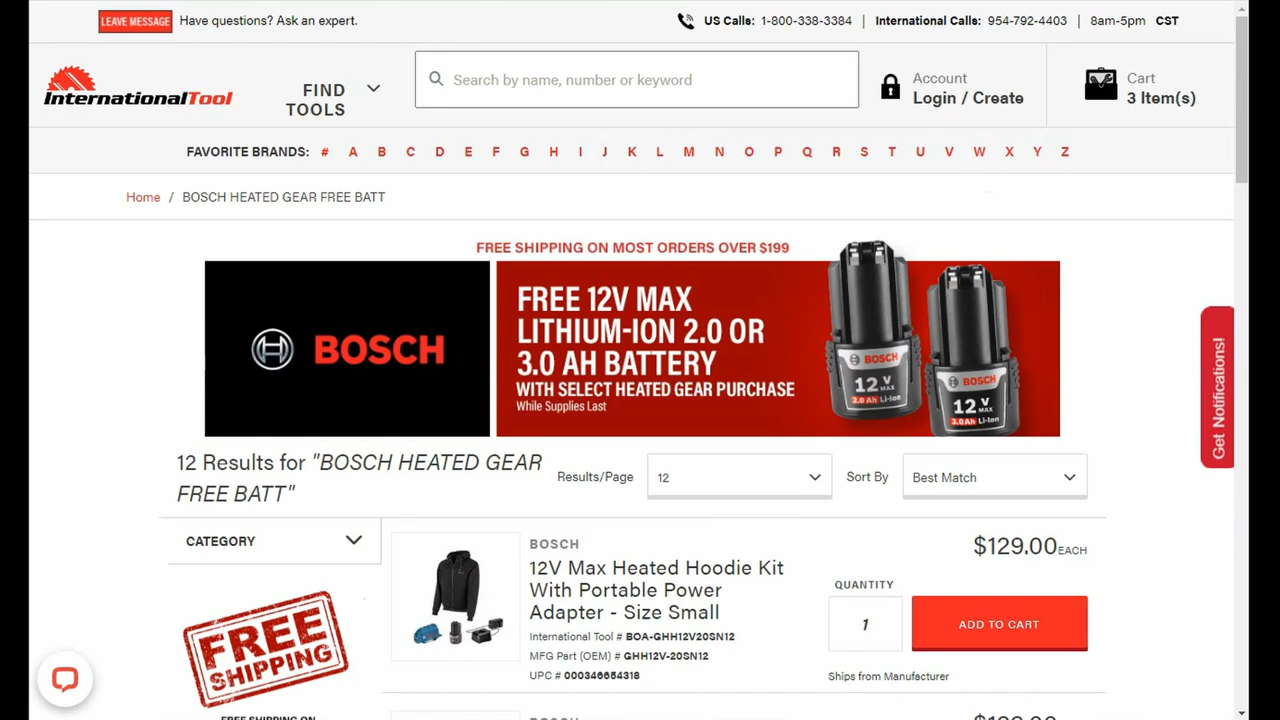 LEAVE MESSAGE Have questions? Ask an expert. US Calls: 1-800-338-3384 | International Calls: 954-792-4403 | 8am-5pm CST
InternationalTool
FIND
TOOLS
Search by name, number or keyword
Account
Login / Create
Cart
3 Item(s)
FAVORITE BRANDS: # A B C D E F G H I J K L M N O P Q R S T U V W X Y Z
Home / BOSCH HEATED GEAR FREE BATT
FREE SHIPPING ON MOST ORDERS OVER $199
BOSCH
FREE 12V MAX
LITHIUM-ION 2.0 OR
3.0 AH BATTERY
WITH SELECT HEATED GEAR PURCHASE
While Supplies Last
BOSCH
12 V
MAX
2.0 Ah Li-Ion
BOSCH
12 V
MAX
3.0 Ah Li-Ion
Get Notifications!
12 Results for "BOSCH HEATED GEAR
FREE BATT"
Results/Page
12
Sort By
Best Match
CATEGORY
FREE
SHIPPING
BOSCH
12V Max Heated Hoodie Kit
With Portable Power
Adapter - Size Small
International Tool # BOA-GHH12V20SN12
MFG Part (OEM) # GHH12V-20SN12
UPC # 000346654318
$129.00 EACH
QUANTITY
1
ADD TO CART
Ships from Manufacturer